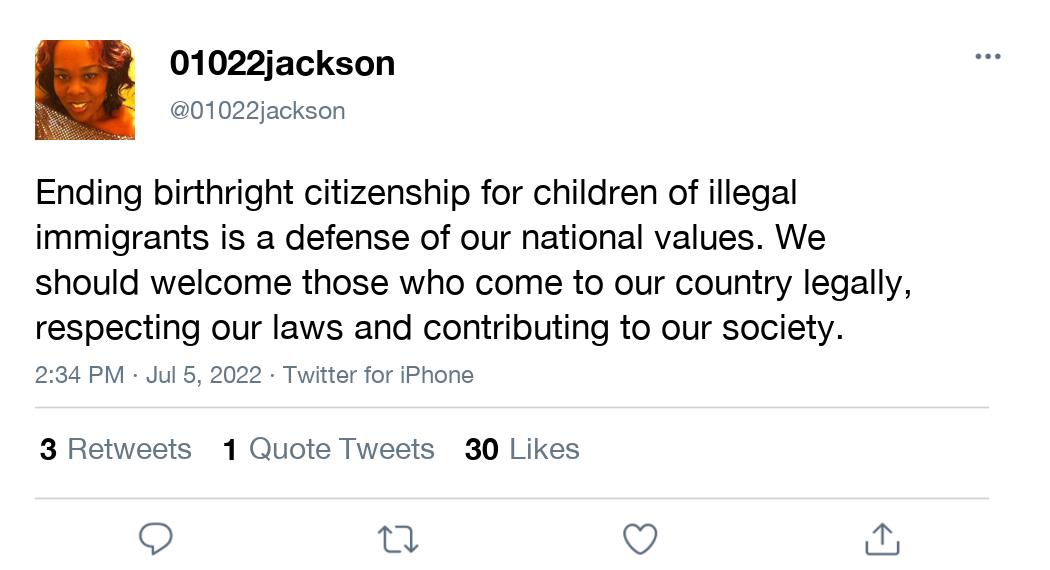 01022jackson
@01022jackson
Ending birthright citizenship for children of illegal
immigrants is a defense of our national values. We
should welcome those who come to our country legally,
respecting our laws and contributing to our society.
2:34 PM · Jul 5, 2022 · Twitter for iPhone
3 Retweets 1 Quote Tweets 30 Likes